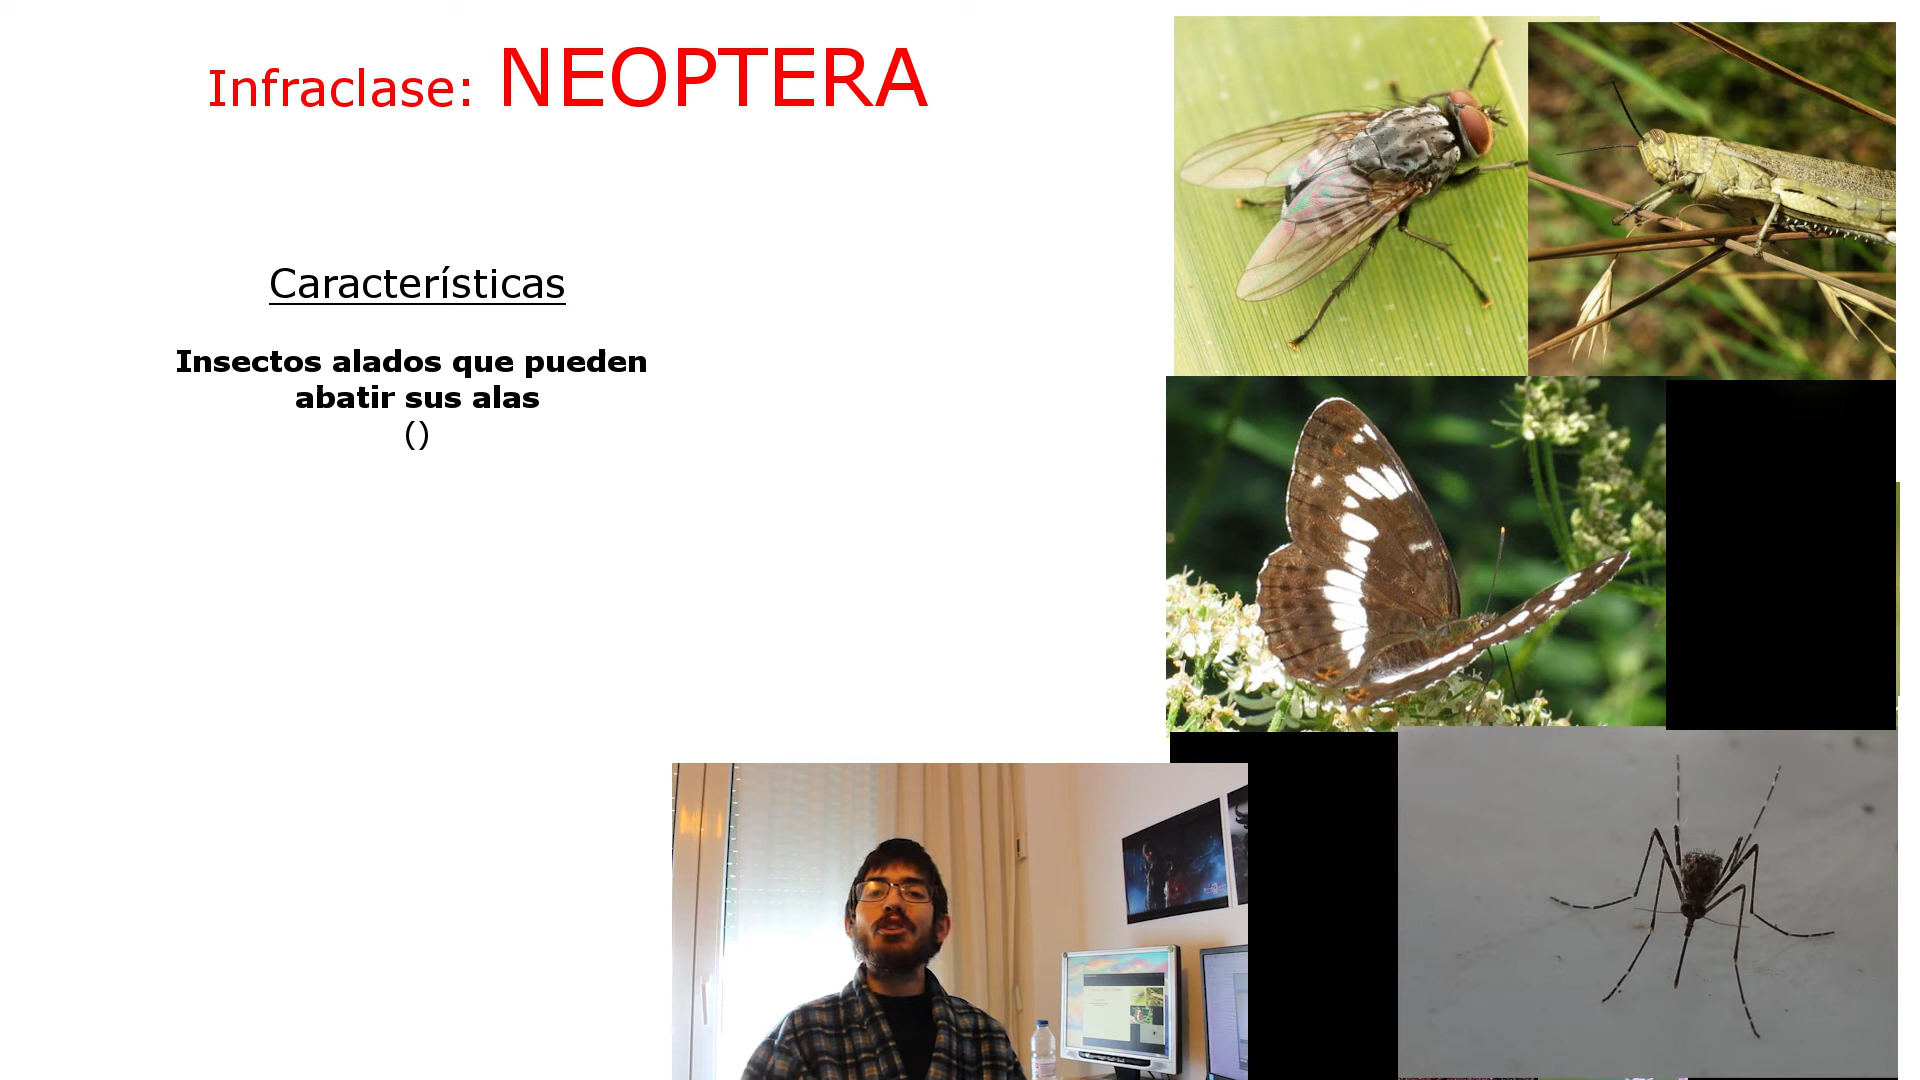 Infraclase: NEOPTERA
Características
Insectos alados que pueden
abatir sus alas
()